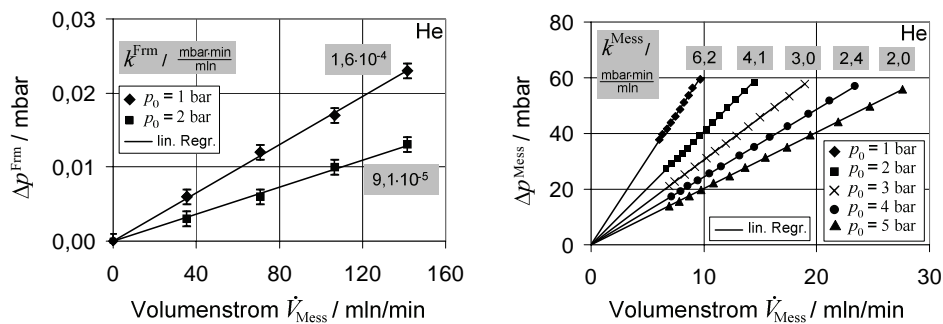 0,03
0,02
0,01
0,00
Δp^Frm / mbar
He
k^Frm / mbar·min/mln
1,6·10^-4
p₀ = 1 bar
p₀ = 2 bar
lin. Regr.
9,1·10^-5
0 40 80 120 160
Volumenstrom V̇_Mess / mln/min
80
60
40
20
0
Δp^Mess / mbar
He
k^Mess / mbar·min/mln
6,2 4,1 3,0 2,4 2,0
p₀ = 1 bar
p₀ = 2 bar
p₀ = 3 bar
p₀ = 4 bar
p₀ = 5 bar
lin. Regr.
0 10 20 30
Volumenstrom V̇_Mess / mln/min